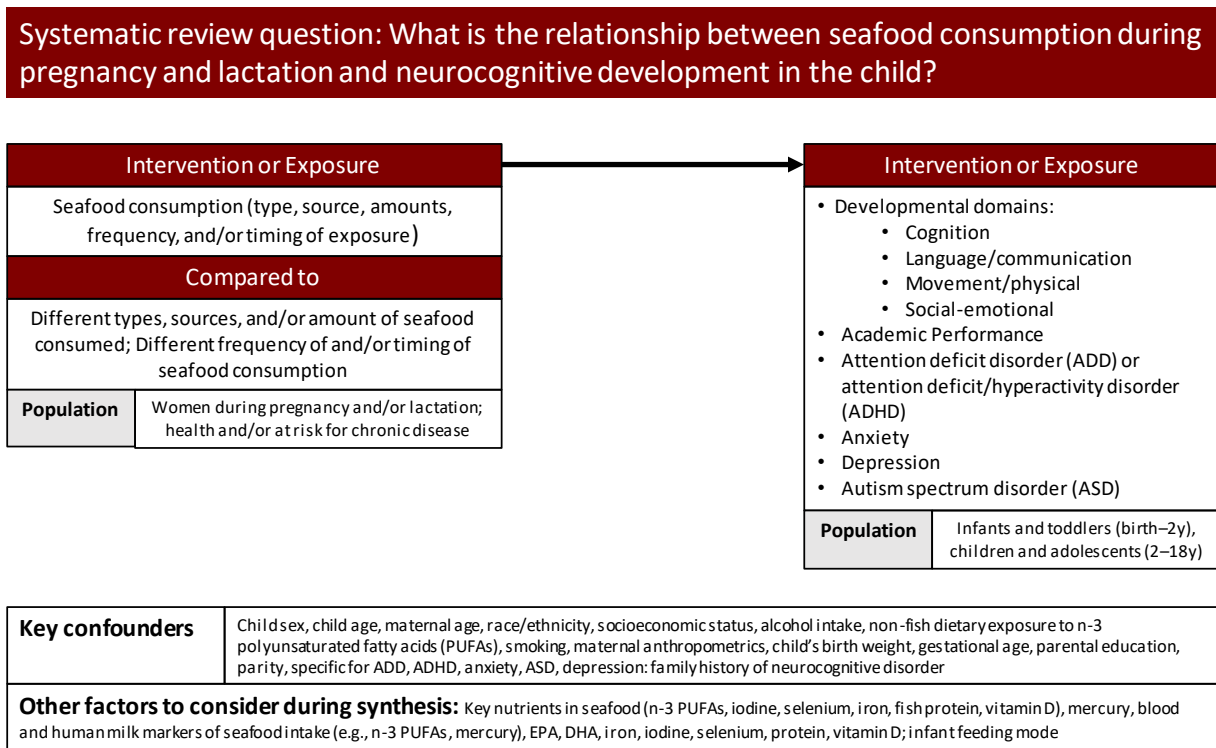 Systematic review question: What is the relationship between seafood consumption during
pregnancy and lactation and neurocognitive development in the child?
Intervention or Exposure
Seafood consumption (type, source, amounts,
frequency, and/or timing of exposure)
Compared to
Different types, sources, and/or amount of seafood
consumed; Different frequency of and/or timing of
seafood consumption
Population
Women during pregnancy and/or lactation;
health and/or at risk for chronic disease
Intervention or Exposure
• Developmental domains:
• Cognition
• Language/communication
• Movement/physical
• Social-emotional
• Academic Performance
• Attention deficit disorder (ADD) or
attention deficit/hyperactivity disorder
(ADHD)
• Anxiety
• Depression
• Autism spectrum disorder (ASD)
Population
Infants and toddlers (birth–2y),
children and adolescents (2–18y)
Key confounders
Child sex, child age, maternal age, race/ethnicity, socioeconomic status, alcohol intake, non-fish dietary exposure to n-3
polyunsaturated fatty acids (PUFAs), smoking, maternal anthropometrics, child's birth weight, gestational age, parental education,
parity, specific for ADD, ADHD, anxiety, ASD, depression: family history of neurocognitive disorder
Other factors to consider during synthesis: Key nutrients in seafood (n-3 PUFAs, iodine, selenium, iron, fish protein, vitamin D), mercury, blood
and human milk markers of seafood intake (e.g., n-3 PUFAs, mercury), EPA, DHA, iron, iodine, selenium, protein, vitamin D; infant feeding mode